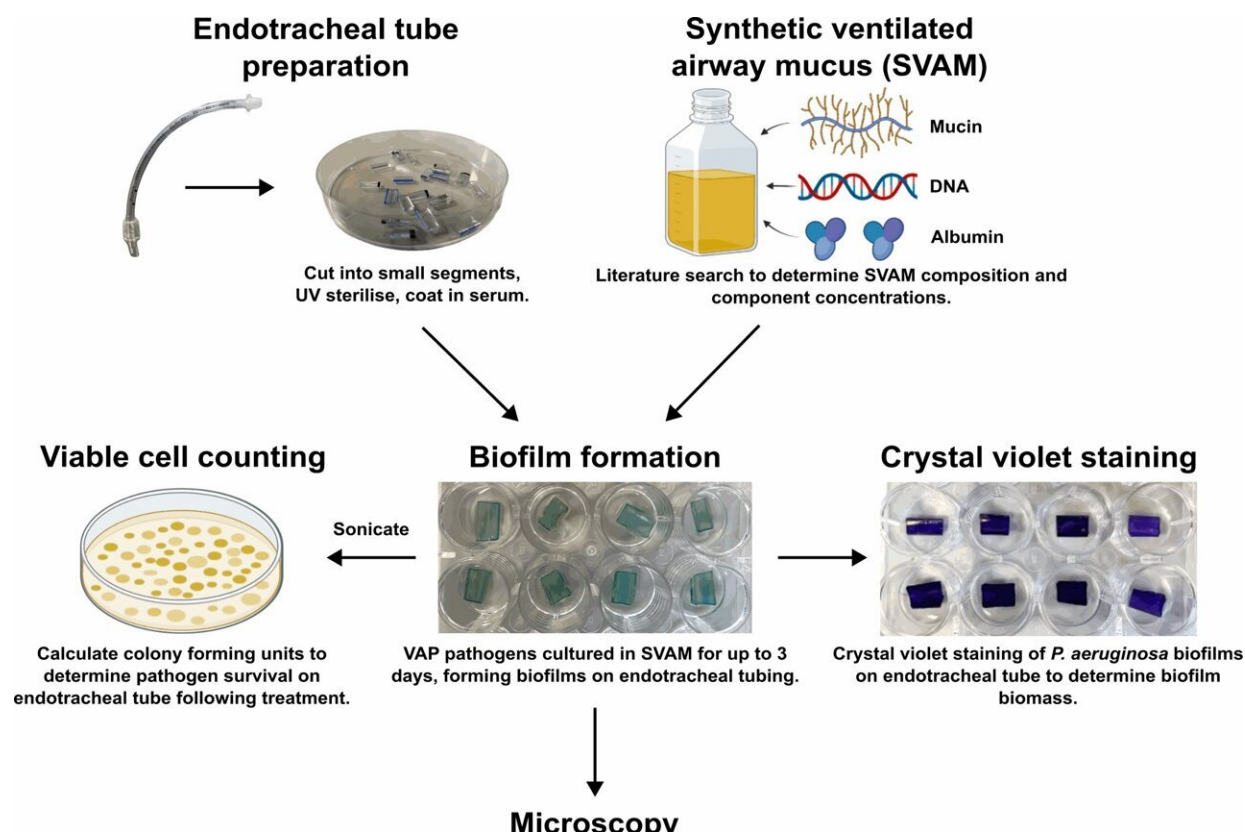 Endotracheal tube
preparation
Cut into small segments,
UV sterilise, coat in serum.
Synthetic ventilated
airway mucus (SVAM)
Mucin
DNA
Albumin
Literature search to determine SVAM composition and
component concentrations.
Viable cell counting
Sonicate
Calculate colony forming units to
determine pathogen survival on
endotracheal tube following treatment.
Biofilm formation
VAP pathogens cultured in SVAM for up to 3
days, forming biofilms on endotracheal tubing.
Crystal violet staining
Crystal violet staining of P. aeruginosa biofilms
on endotracheal tube to determine biofilm
biomass.
Microscopy